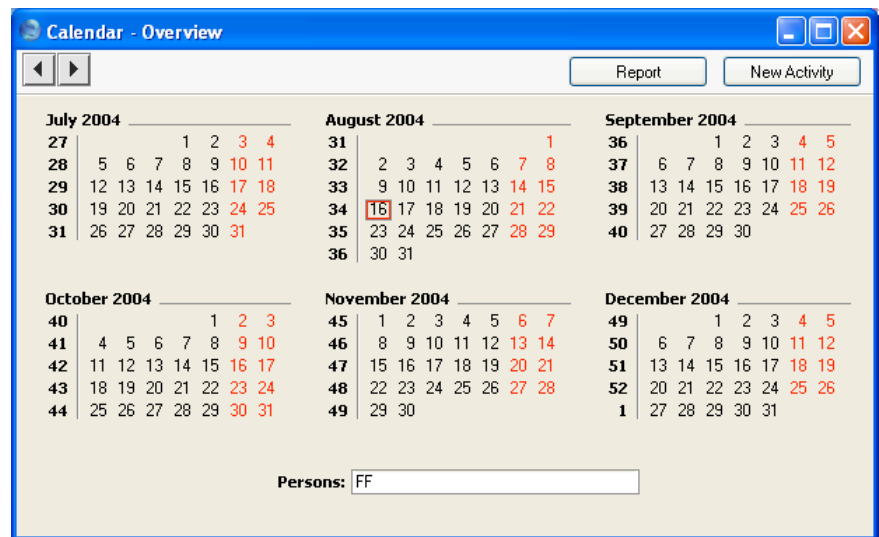 Calendar - Overview
Report New Activity
July 2004 August 2004 September 2004
27 1 2 3 4 31 1 36 1 2 3 4 5
28 5 6 7 8 9 10 11 32 2 3 4 5 6 7 8 37 6 7 8 9 10 11 12
29 12 13 14 15 16 17 18 33 9 10 11 12 13 14 15 38 13 14 15 16 17 18 19
30 19 20 21 22 23 24 25 34 16 17 18 19 20 21 22 39 20 21 22 23 24 25 26
31 26 27 28 29 30 31 35 23 24 25 26 27 28 29 40 27 28 29 30
36 30 31
October 2004 November 2004 December 2004
40 1 2 3 45 1 2 3 4 5 6 7 49 1 2 3 4 5
41 4 5 6 7 8 9 10 46 8 9 10 11 12 13 14 50 6 7 8 9 10 11 12
42 11 12 13 14 15 16 17 47 15 16 17 18 19 20 21 51 13 14 15 16 17 18 19
43 18 19 20 21 22 23 24 48 22 23 24 25 26 27 28 52 20 21 22 23 24 25 26
44 25 26 27 28 29 30 31 49 29 30 1 27 28 29 30 31
Persons: FF